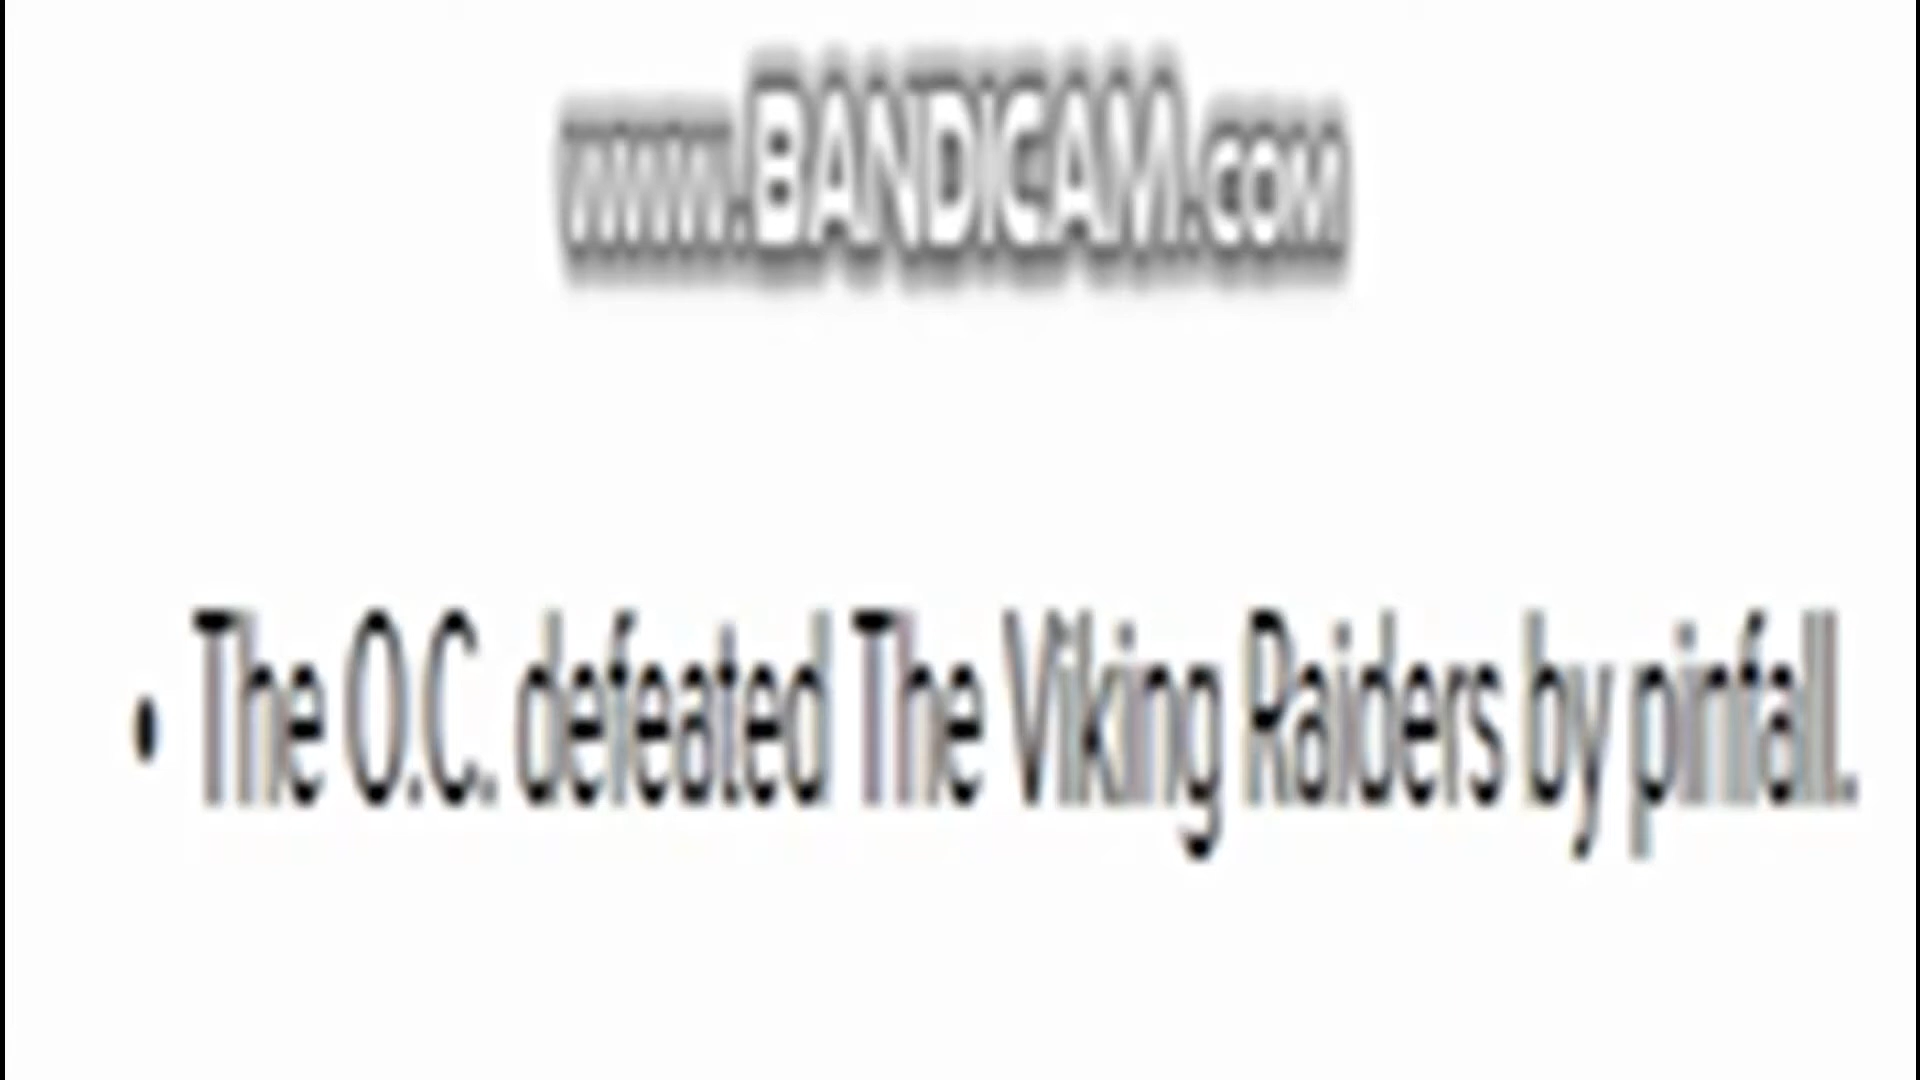 www.BANDICAM.com
• The O.C. defeated The Viking Raiders by pinfall.